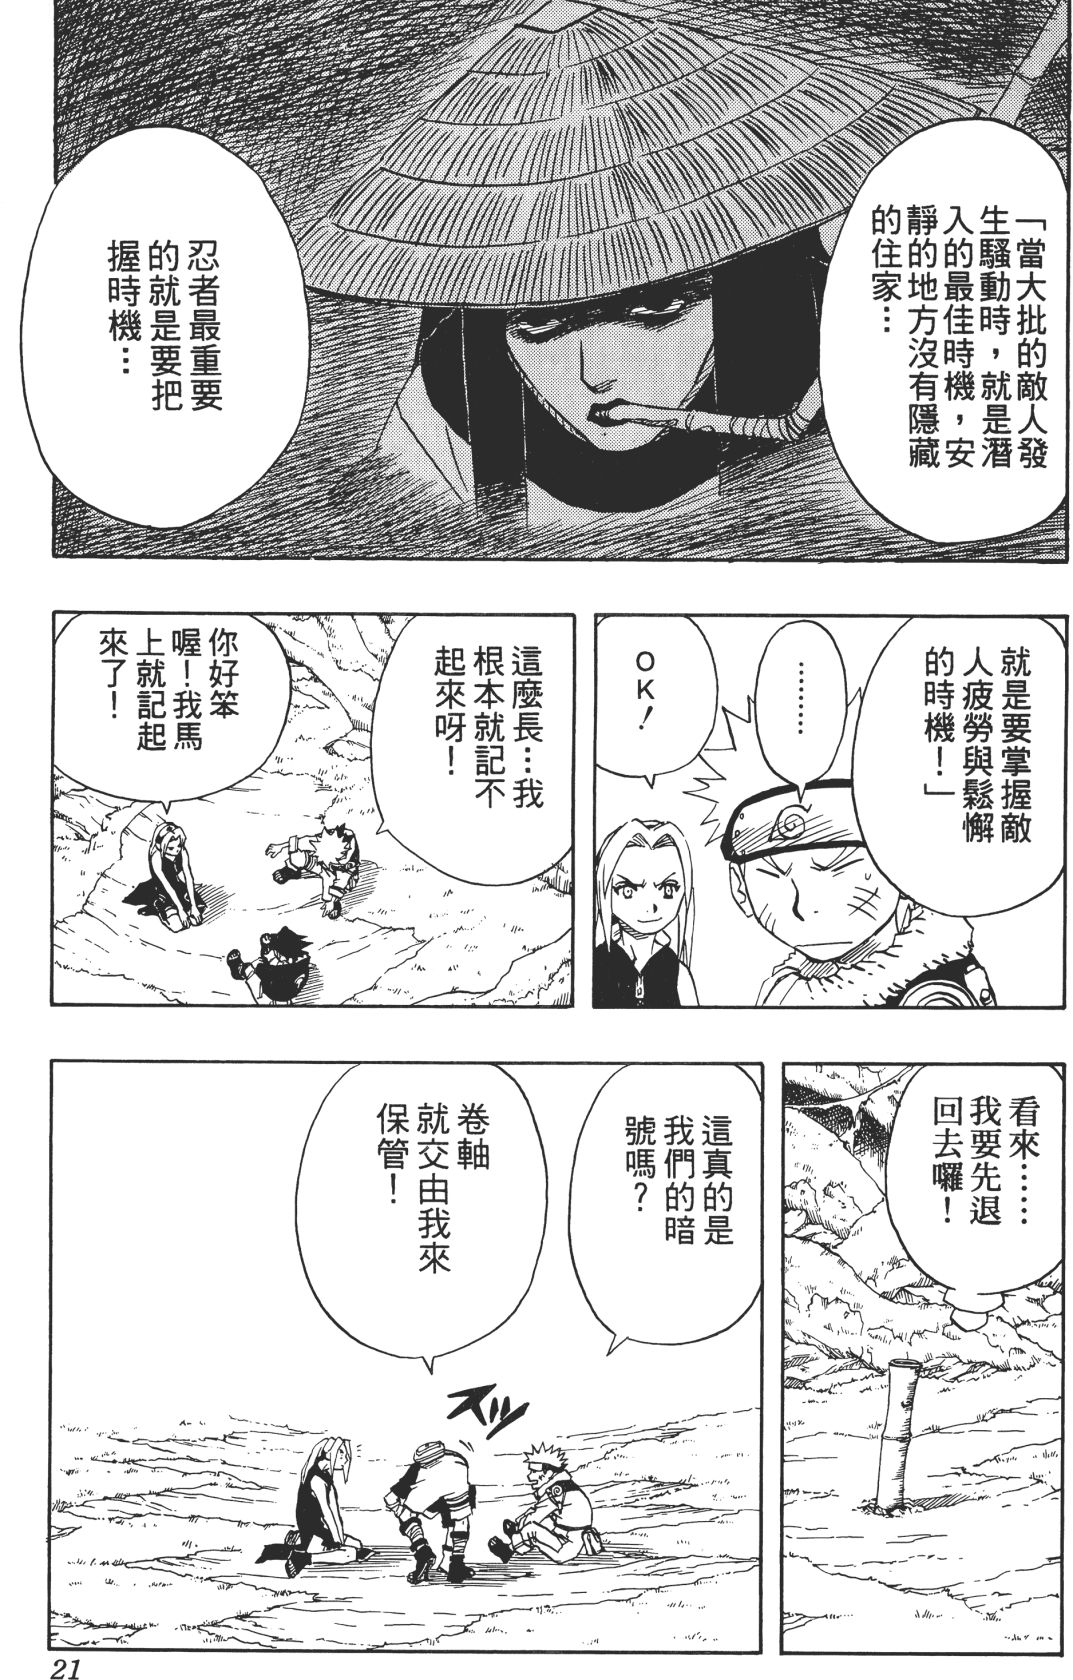 「當大批的敵人發
生騷動時，就是潛
入的最佳時機，安
靜的地方沒有隱藏
的住家…
忍者最重要
的就是要把
握時機…
就是要掌握敵
人疲勞與鬆懈
的時機！」
………
OK！
這麼長…我
根本就記不
起來呀！
你好笨
喔！我馬
上就記起
來了！
看來……
我要先退
回去囉！
這真的是
我們的暗
號嗎？
卷軸
就交由我來
保管！
スッ
21